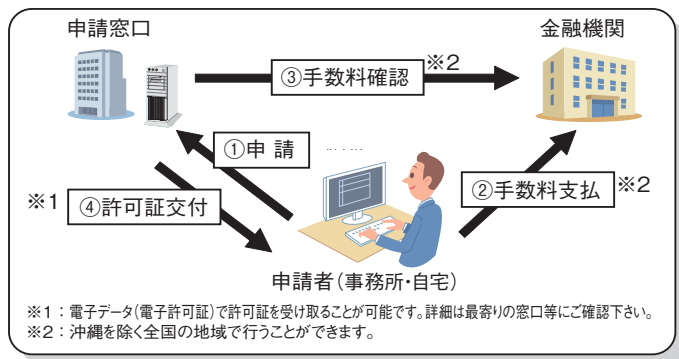 申請窓口
金融機関
③手数料確認
※2
①申 請
②手数料支払
※2
※1
④許可証交付
申請者(事務所・自宅)
※1：電子データ(電子許可証)で許可証を受け取ることが可能です。詳細は最寄りの窓口等にご確認下さい。
※2：沖縄を除く全国の地域で行うことができます。